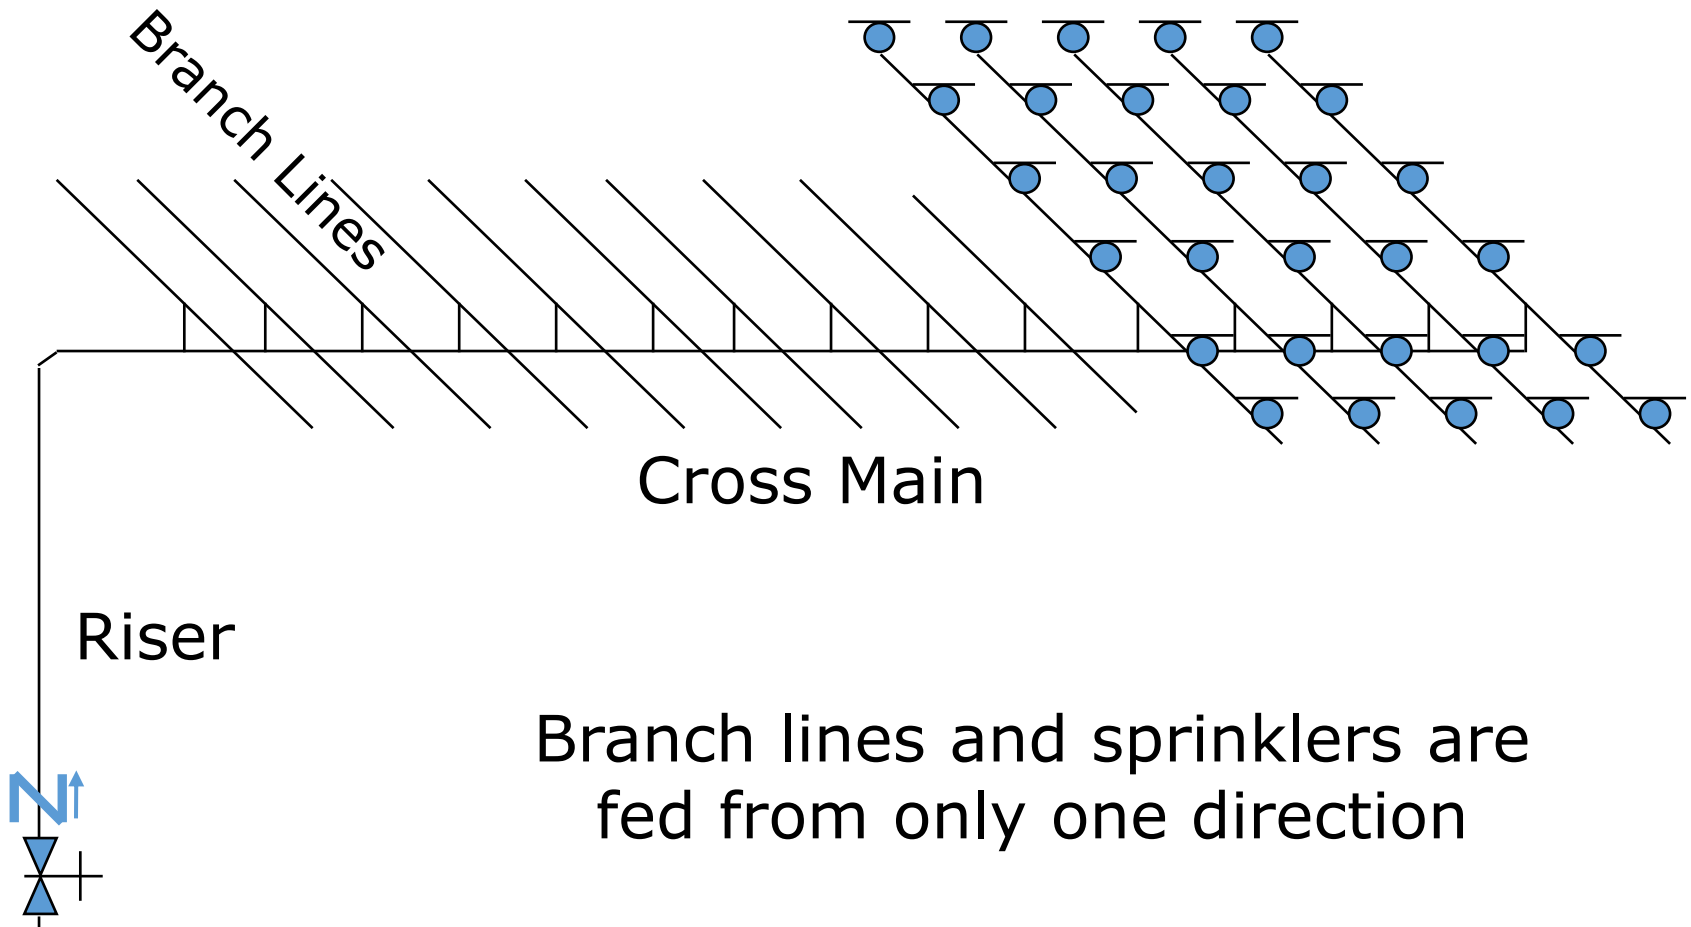 Branch Lines
Cross Main
Riser
Branch lines and sprinklers are
fed from only one direction